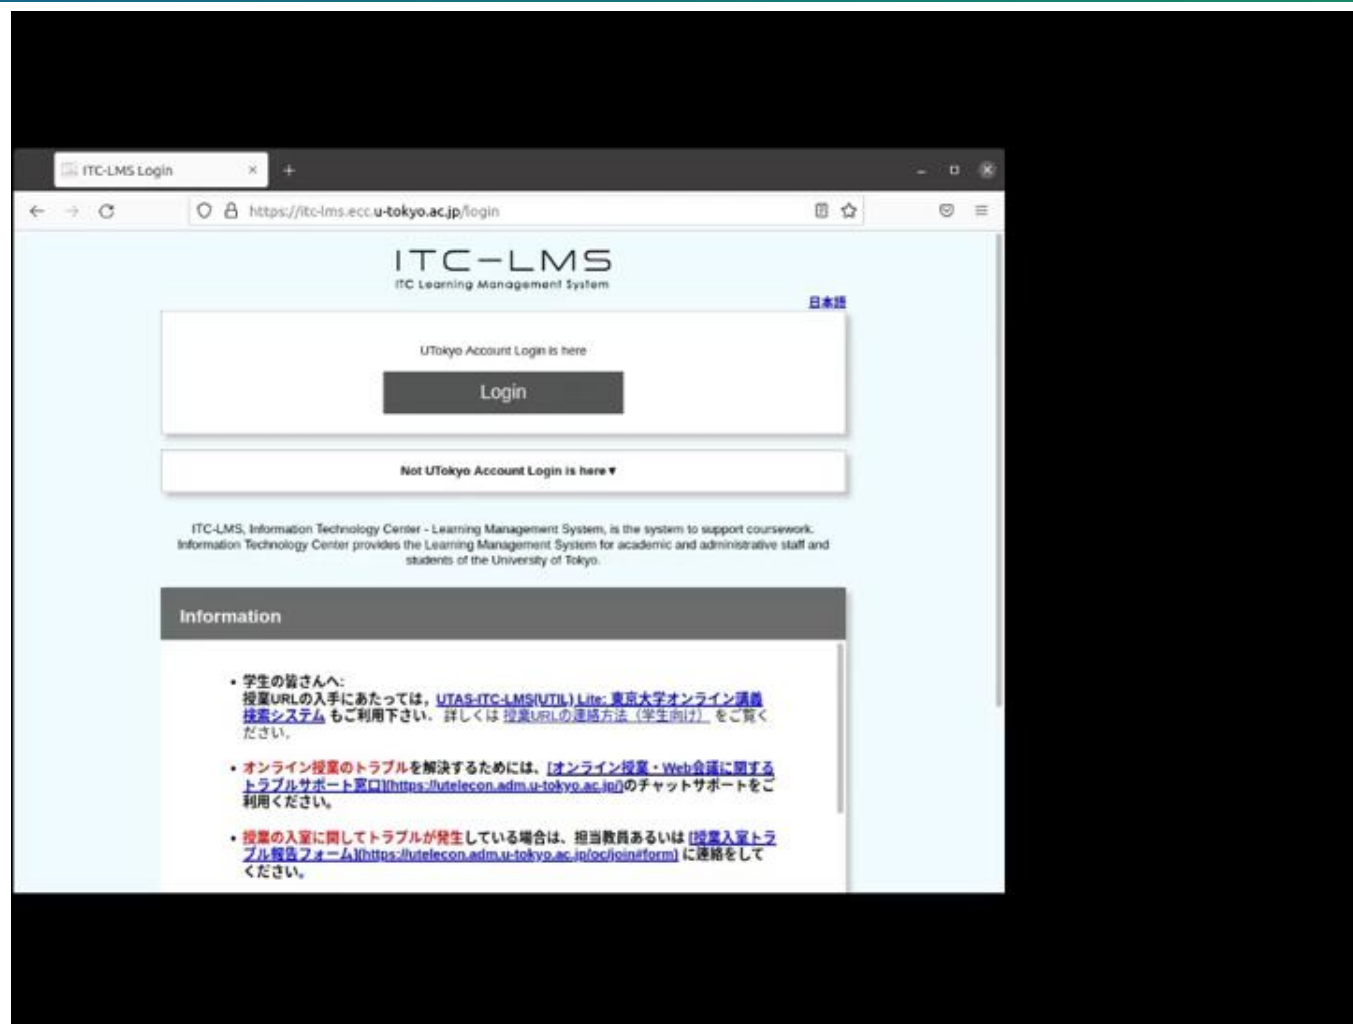 ITC-LMS Login
https://itc-lms.ecc.u-tokyo.ac.jp/login
ITC-LMS
ITC Learning Management System
日本語
UTokyo Account Login is here
Login
Not UTokyo Account Login is here▼
ITC-LMS, Information Technology Center - Learning Management System, is the system to support coursework.
Information Technology Center provides the Learning Management System for academic and administrative staff and
students of the University of Tokyo.
Information
• 学生の皆さんへ:
授業URLの入手にあたっては，UTAS-ITC-LMS(UTIL) Lite: 東京大学オンライン講義
検索システム もご利用下さい．詳しくは 授業URLの連絡方法（学生向け） をご覧く
ださい．
• オンライン授業のトラブルを解決するためには、[オンライン授業・Web会議に関する
トラブルサポート窓口](https://utelecon.adm.u-tokyo.ac.jp/)のチャットサポートをご
利用ください。
• 授業の入室に関してトラブルが発生している場合は、担当教員あるいは [授業入室トラ
ブル報告フォーム](https://utelecon.adm.u-tokyo.ac.jp/oc/join#form) に連絡をして
ください。